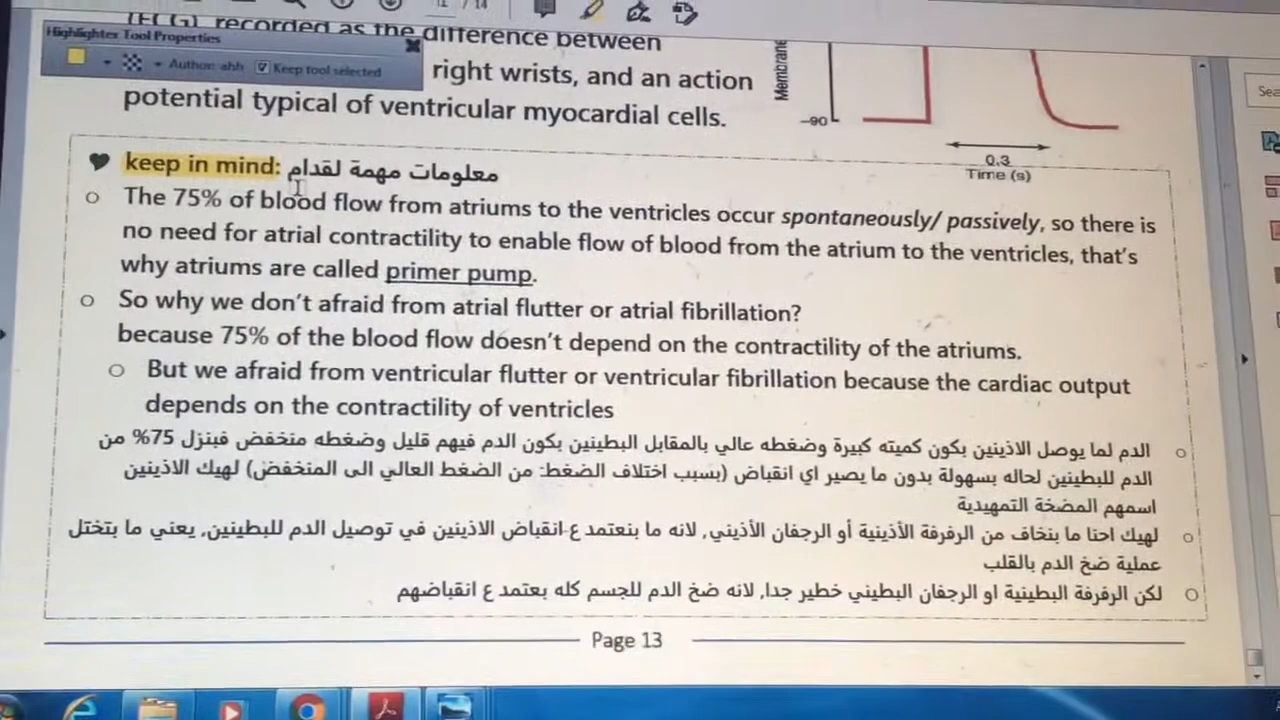 12 / 14
(ECG) recorded as the difference between
Highlighter Tool Properties
Author: ahh Keep tool selected
right wrists, and an action
potential typical of ventricular myocardial cells.
Membrane
-90
0.3
Time (s)
Sea
keep in mind: معلومات مهمة لقدام
The 75% of blood flow from atriums to the ventricles occur spontaneously/ passively, so there is
no need for atrial contractility to enable flow of blood from the atrium to the ventricles, that's
why atriums are called primer pump.
So why we don't afraid from atrial flutter or atrial fibrillation?
because 75% of the blood flow doesn't depend on the contractility of the atriums.
But we afraid from ventricular flutter or ventricular fibrillation because the cardiac output
depends on the contractility of ventricles
الدم لما يوصل الاذينين بكون كميته كبيرة وضغطه عالي بالمقابل البطينين بكون الدم فيهم قليل وضغطه منخفض فبنزل 75% من
الدم للبطينين لحاله بسهولة بدون ما يصير اي انقباض (بسبب اختلاف الضغط: من الضغط العالي الى المنخفض) لهيك الاذينين
اسمهم المضخة التمهيدية
لهيك احنا ما بنخاف من الرفرفة الأذينية أو الرجفان الأذيني, لانه ما بنعتمد ع انقباض الاذينين في توصيل الدم للبطينين, يعني ما بتختل
عملية ضخ الدم بالقلب
لكن الرفرفة البطينية او الرجفان البطيني خطير جدا, لانه ضخ الدم للجسم كله بعتمد ع انقباضهم
Page 13